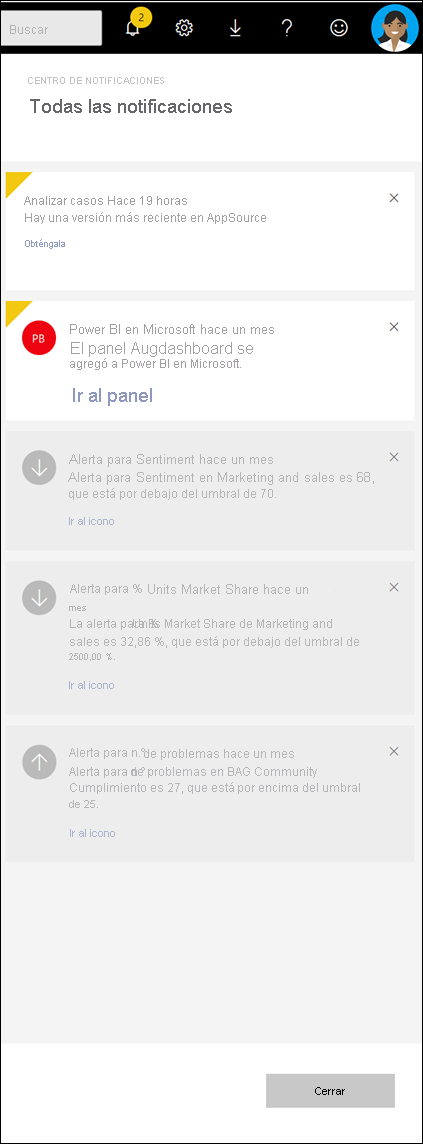 Buscar
2
CENTRO DE NOTIFICACIONES
Todas las notificaciones
Analizar casos Hace 19 horas
Hay una versión más reciente en AppSource
Obténgala
PB
Power BI en Microsoft hace un mes
El panel Augdashboard se
agregó a Power BI en Microsoft.
Ir al panel
Alerta para Sentiment hace un mes
Alerta para Sentiment en Marketing and sales es 68,
que está por debajo del umbral de 70.
Ir al icono
Alerta para % Units Market Share hace un
mes
La alerta para % Market Share de Marketing and
sales es 32,86 %, que está por debajo del umbral de
2500,00 %.
Ir al icono
Alerta para n.º de problemas hace un mes
Alerta para de problemas en BAG Community
Cumplimiento es 27, que está por encima del umbral
de 25.
Ir al icono
Cerrar